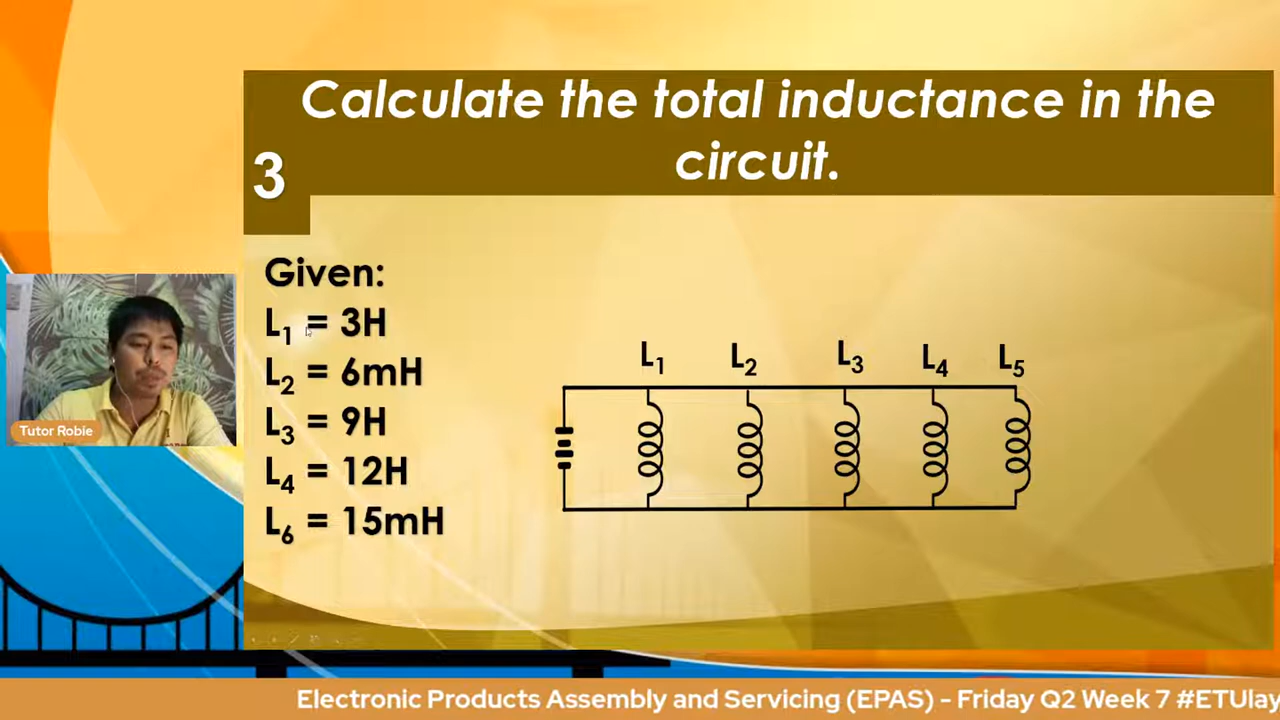 Calculate the total inductance in the
circuit.
3
Given:
L₁ = 3H
L₂ = 6mH
L₃ = 9H
L₄ = 12H
L₆ = 15mH
L₁ L₂ L₃ L₄ L₅
Tutor Robie
Electronic Products Assembly and Servicing (EPAS) - Friday Q2 Week 7 #ETUlay